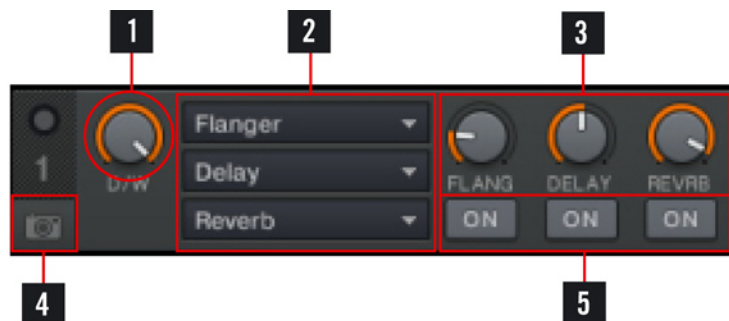 1 2 3
Flanger
1 D/W Delay FLANG DELAY REVRB
Reverb ON ON ON
4 5